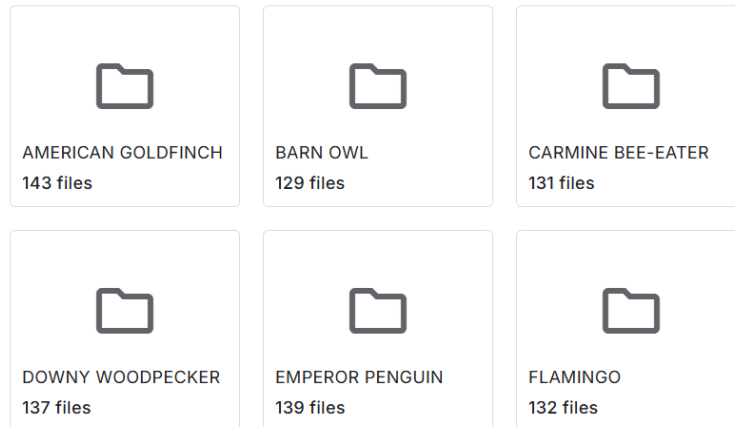 AMERICAN GOLDFINCH
143 files
BARN OWL
129 files
CARMINE BEE-EATER
131 files
DOWNY WOODPECKER
137 files
EMPEROR PENGUIN
139 files
FLAMINGO
132 files